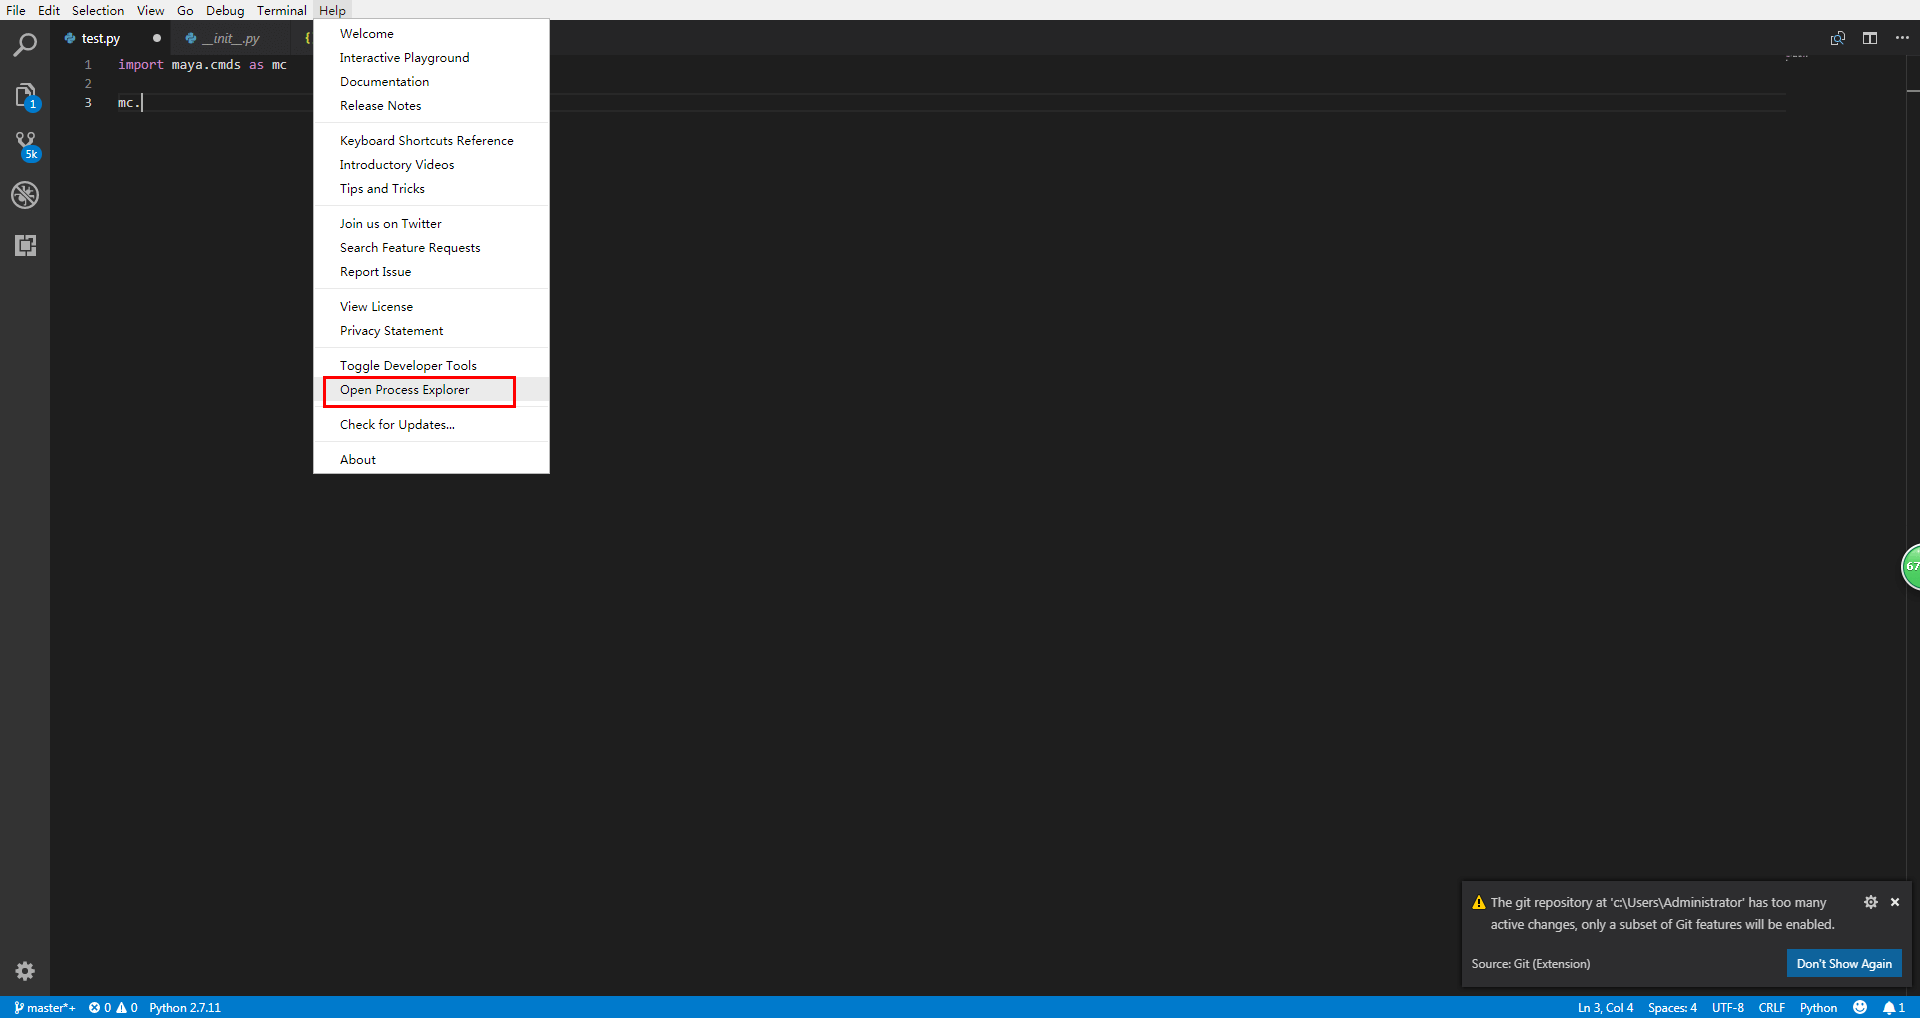 File Edit Selection View Go Debug Terminal Help
test.py
__init__.py
{
1 import maya.cmds as mc
2
3 mc.
Welcome
Interactive Playground
Documentation
Release Notes
Keyboard Shortcuts Reference
Introductory Videos
Tips and Tricks
Join us on Twitter
Search Feature Requests
Report Issue
View License
Privacy Statement
Toggle Developer Tools
Open Process Explorer
Check for Updates...
About
1
5k
67
The git repository at 'c:\Users\Administrator' has too many
active changes, only a subset of Git features will be enabled.
Source: Git (Extension)
Don't Show Again
master*+ 0 0 Python 2.7.11
Ln 3, Col 4 Spaces: 4 UTF-8 CRLF Python 1